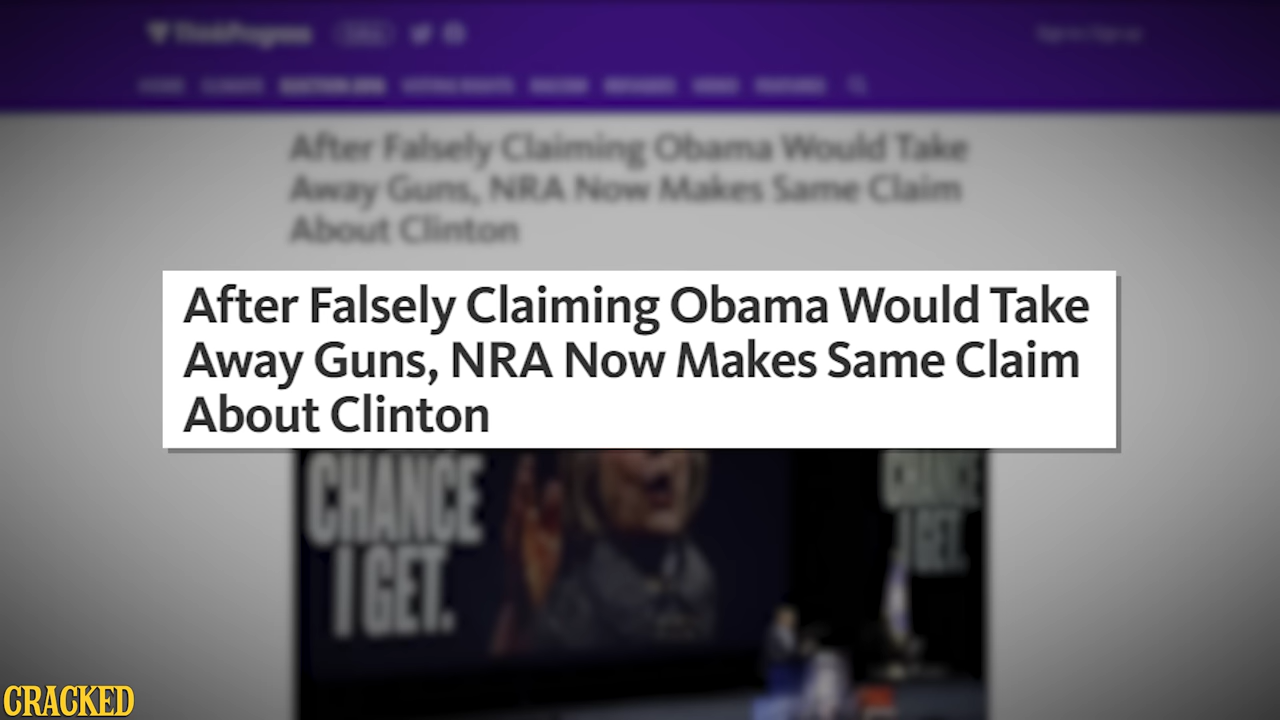 ThinkProgress
After Falsely Claiming Obama Would Take
Away Guns, NRA Now Makes Same Claim
About Clinton
After Falsely Claiming Obama Would Take
Away Guns, NRA Now Makes Same Claim
About Clinton
CHANCE
I GET.
CHANCE
I GET.
CRACKED